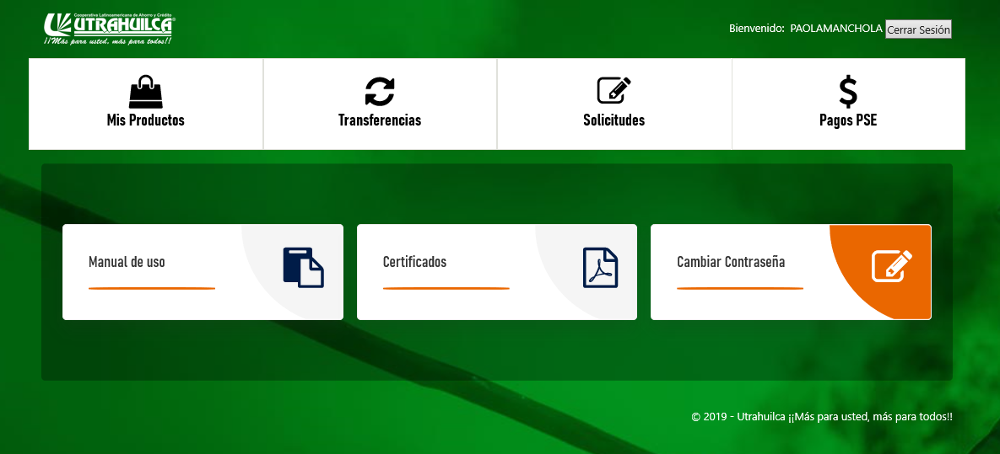 Cooperativa Latinoamericana de Ahorro y Crédito
UTRAHUILCA
¡¡Más para usted, más para todos!!
Bienvenido: PAOLAMANCHOLA Cerrar Sesión
Mis Productos
Transferencias
Solicitudes
Pagos PSE
Manual de uso
Certificados
Cambiar Contraseña
© 2019 - Utrahuilca ¡¡Más para usted, más para todos!!